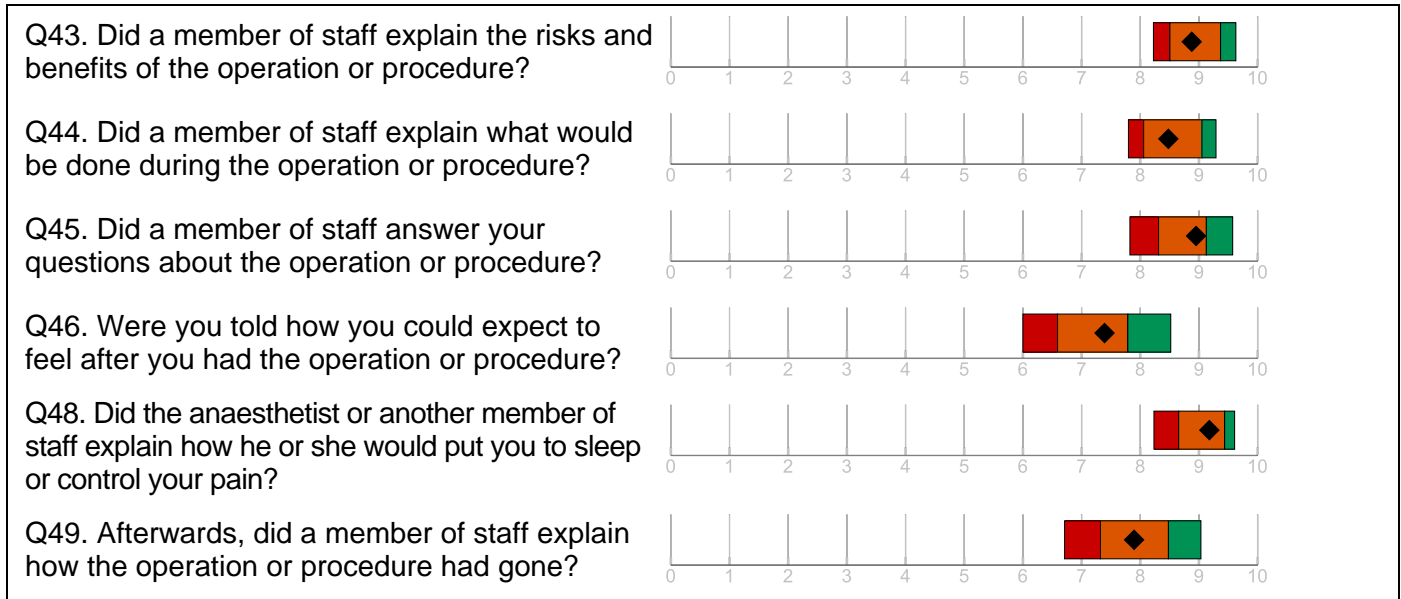 Q43. Did a member of staff explain the risks and
benefits of the operation or procedure?
0 1 2 3 4 5 6 7 8 9 10
Q44. Did a member of staff explain what would
be done during the operation or procedure?
0 1 2 3 4 5 6 7 8 9 10
Q45. Did a member of staff answer your
questions about the operation or procedure?
0 1 2 3 4 5 6 7 8 9 10
Q46. Were you told how you could expect to
feel after you had the operation or procedure?
0 1 2 3 4 5 6 7 8 9 10
Q48. Did the anaesthetist or another member of
staff explain how he or she would put you to sleep
or control your pain?
0 1 2 3 4 5 6 7 8 9 10
Q49. Afterwards, did a member of staff explain
how the operation or procedure had gone?
0 1 2 3 4 5 6 7 8 9 10